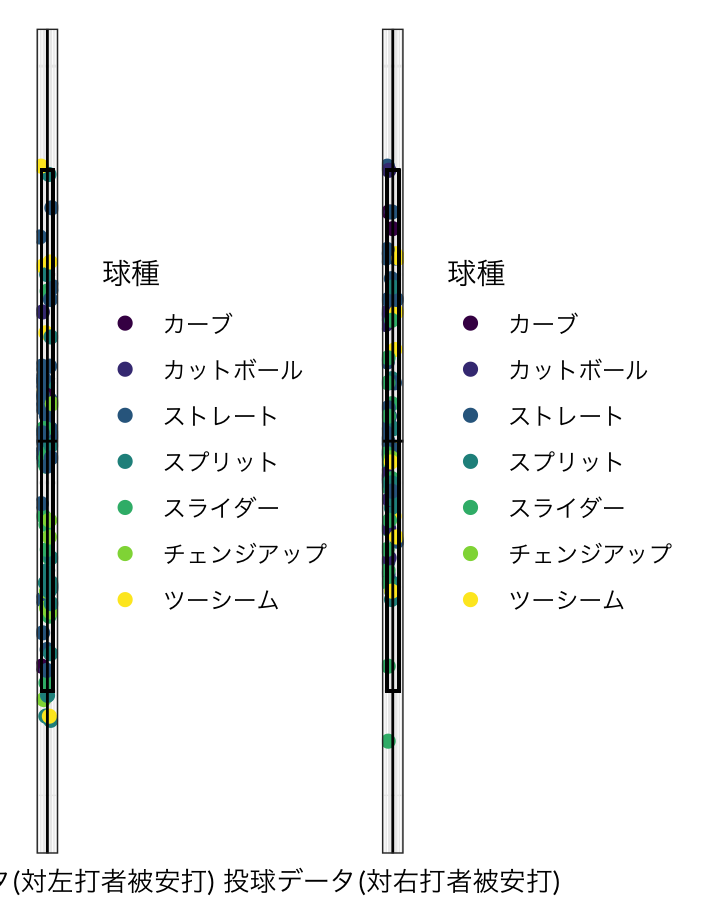 球種
カーブ
カットボール
ストレート
スプリット
スライダー
チェンジアップ
ツーシーム
球種
カーブ
カットボール
ストレート
スプリット
スライダー
チェンジアップ
ツーシーム
タ(対左打者被安打) 投球データ(対右打者被安打)